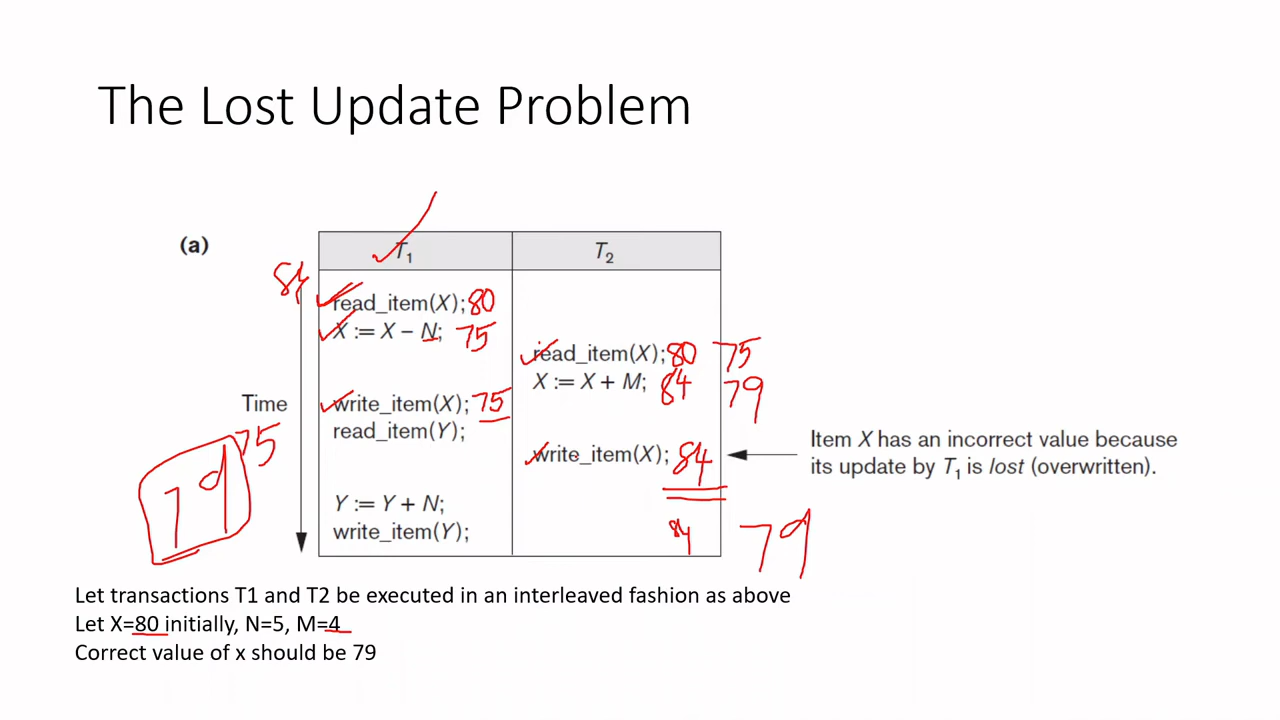 The Lost Update Problem
(a)
T1
T2
84
read_item(X); 80
X := X – N; 75
read_item(X); 80 75
X := X + M; 84 79
Time
write_item(X); 75
read_item(Y);
75
79
write_item(X); 84
Item X has an incorrect value because
its update by T1 is lost (overwritten).
Y := Y + N;
write_item(Y);
84 79
Let transactions T1 and T2 be executed in an interleaved fashion as above
Let X=80 initially, N=5, M=4
Correct value of x should be 79